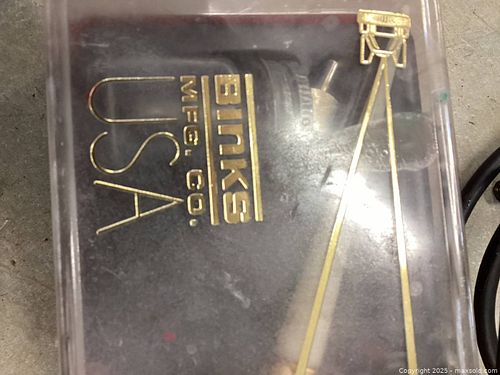 BInKS
MFG. CO.
USA
Copyright © 2025 - maxsold.com